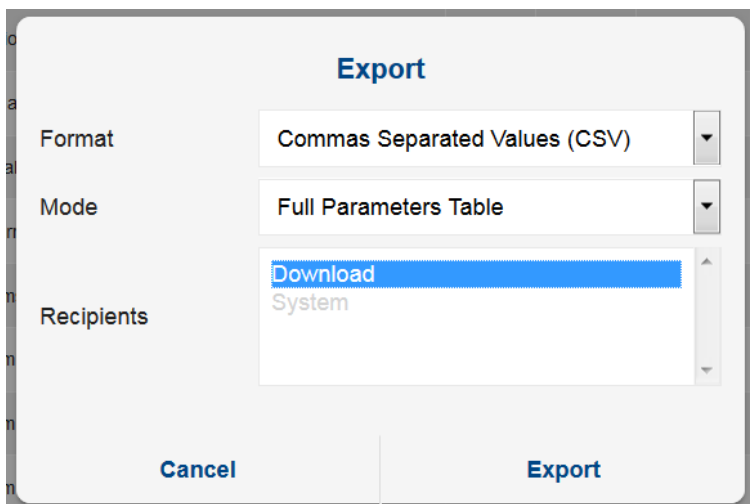 Export
Format Commas Separated Values (CSV)
Mode Full Parameters Table
Recipients
Download
System
Cancel Export